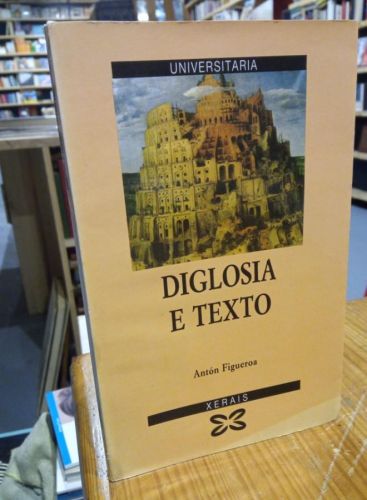 UNIVERSITARIA
DIGLOSIA
E TEXTO
Antón Figueroa
XERAIS